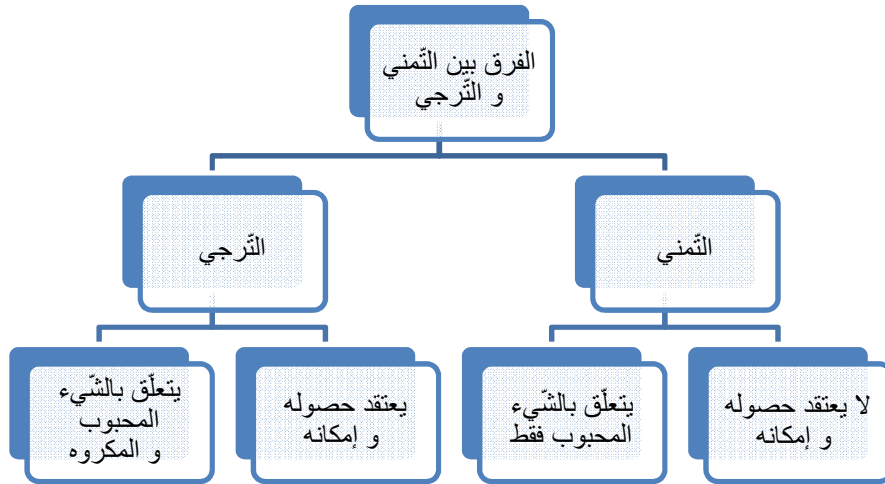 الفرق بين التّمني
و التّرجي
التّمني
التّرجي
لا يعتقد حصوله
و إمكانه
يتعلّق بالشّيء
المحبوب فقط
يعتقد حصوله
و إمكانه
يتعلّق بالشّيء
المحبوب
و المكروه